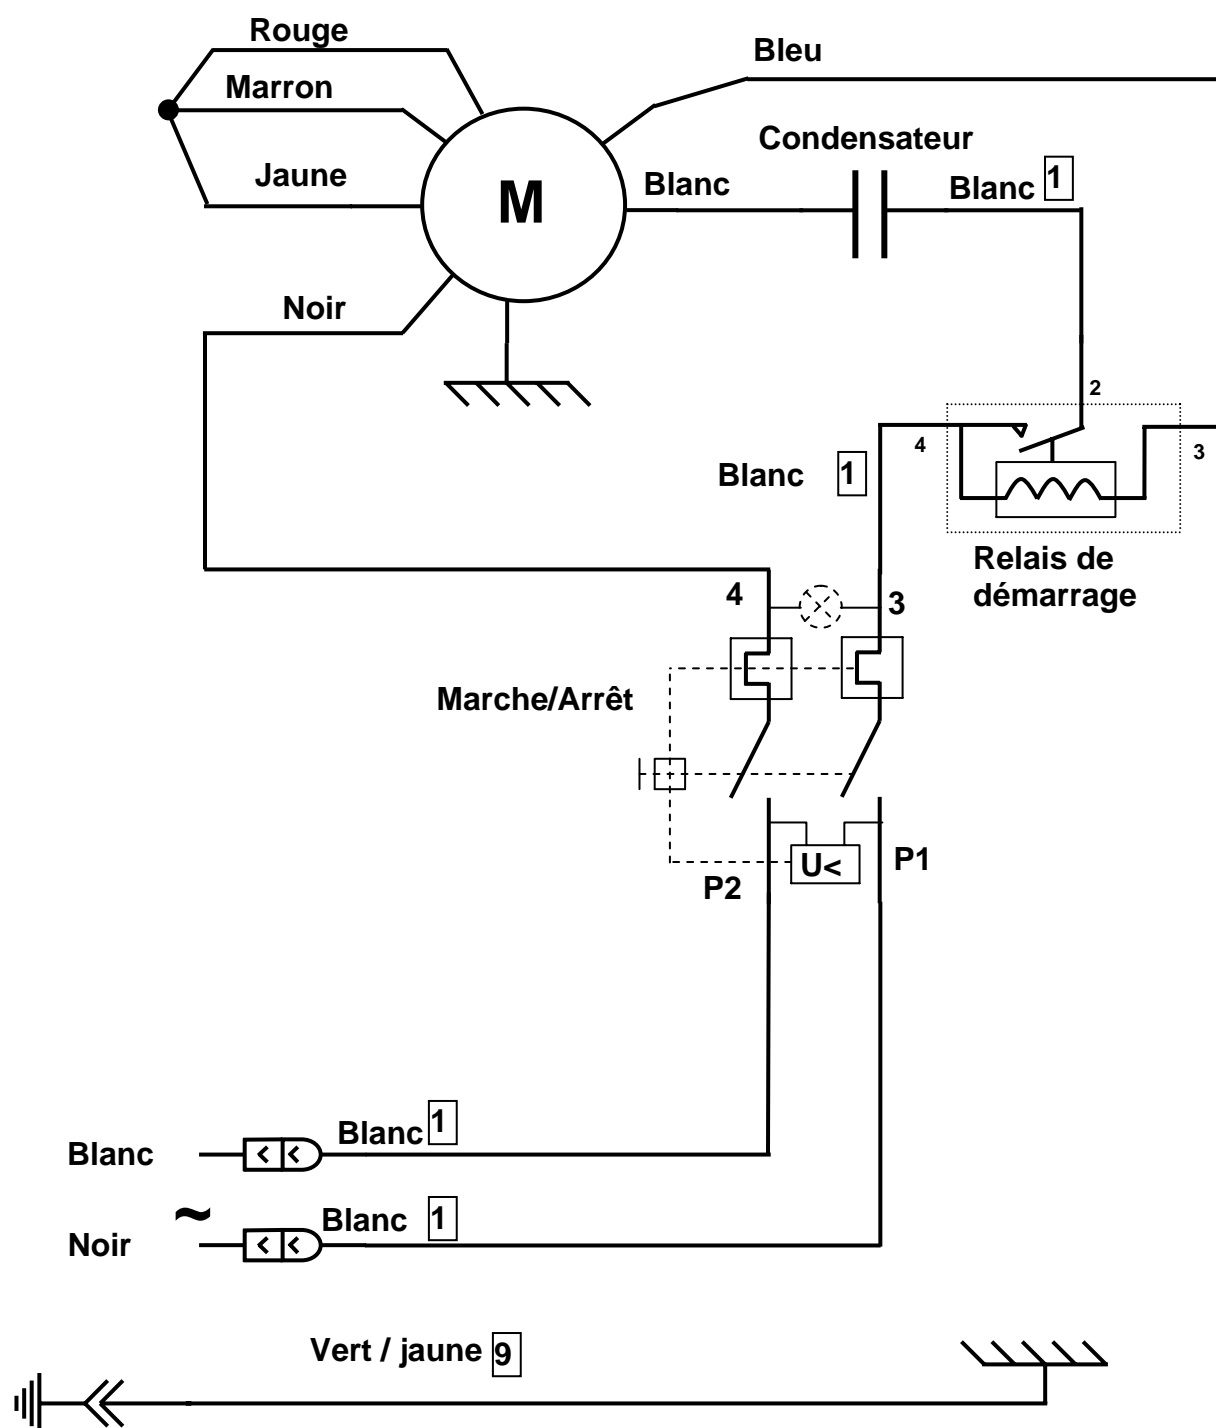 Rouge
Bleu
Marron
Condensateur
Jaune
M
Blanc
Blanc 1
Noir
2
4
3
Blanc 1
Relais de
démarrage
4
3
Marche/Arrêt
U<
P1
P2
Blanc
Blanc 1
~
Noir
Blanc 1
Vert / jaune 9